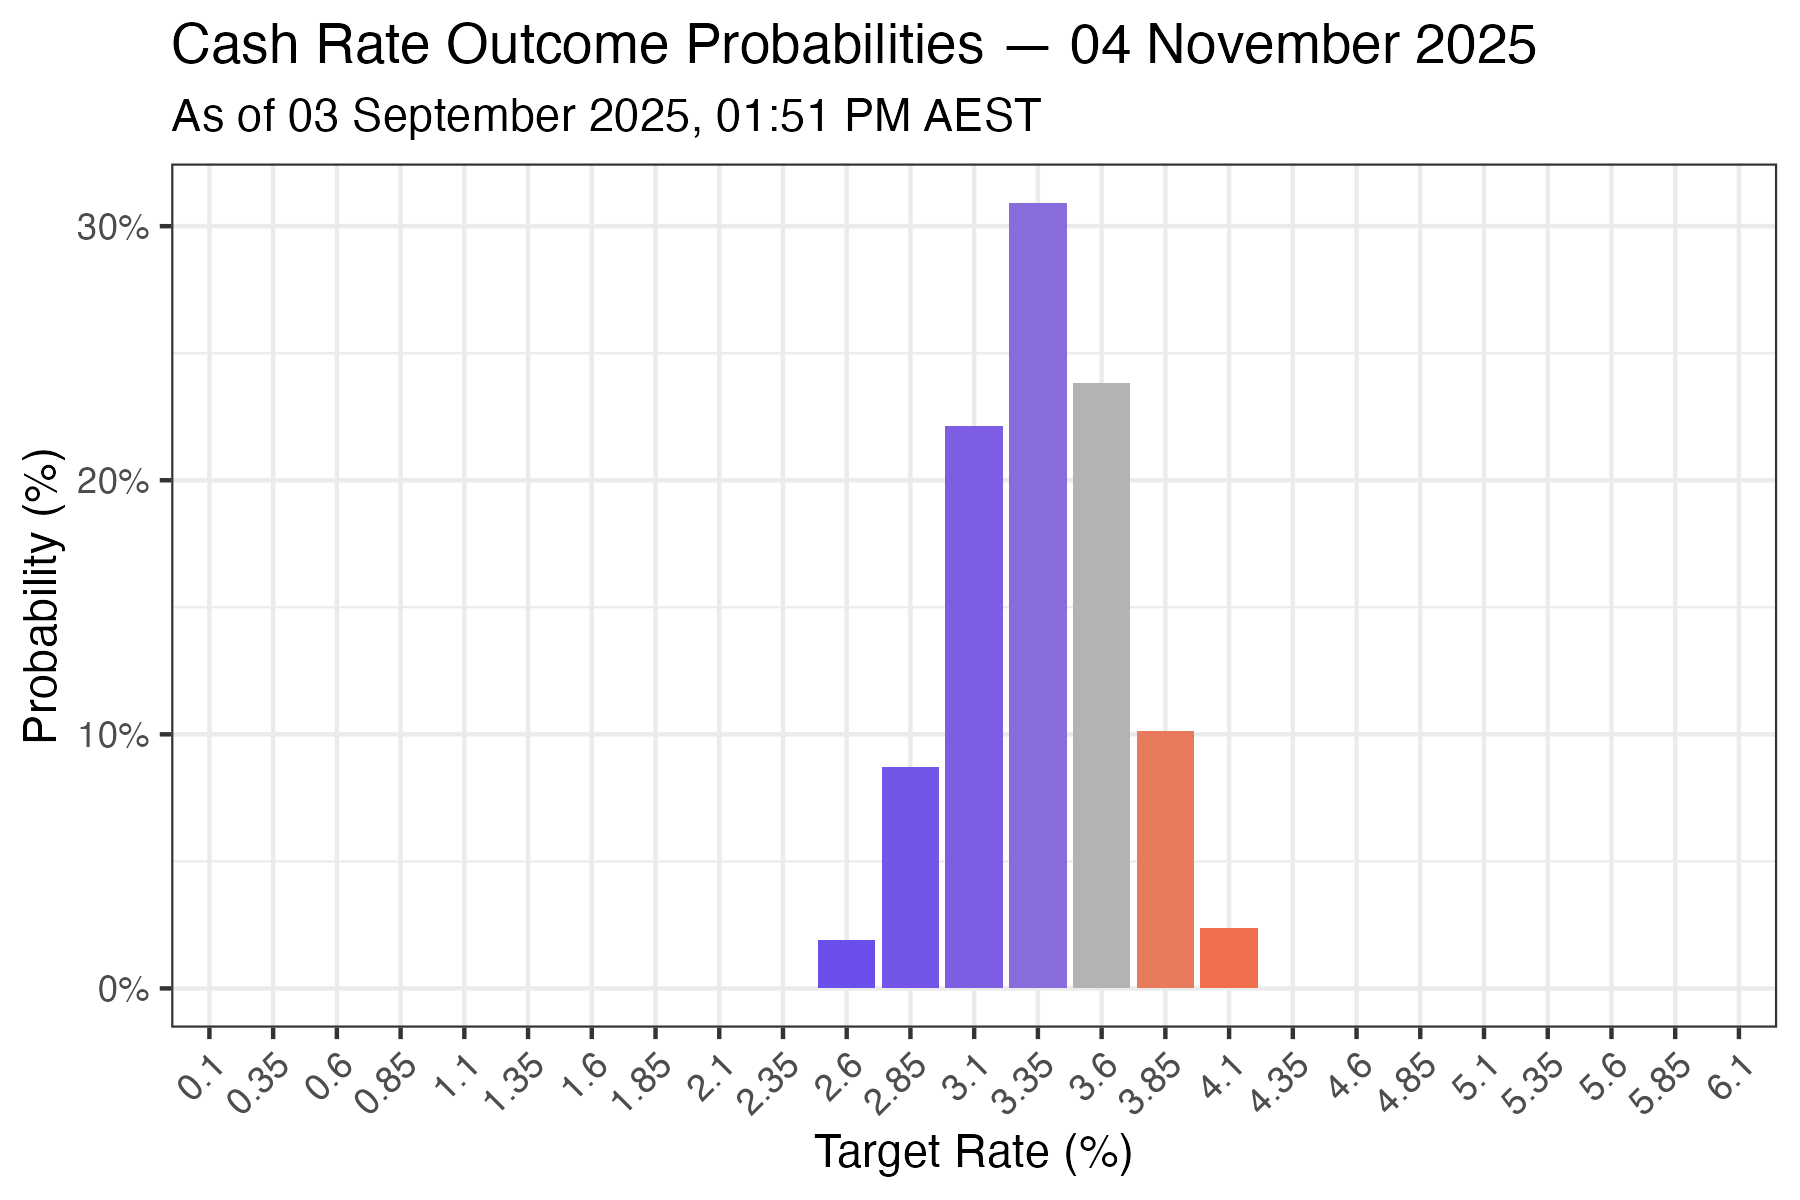 Cash Rate Outcome Probabilities — 04 November 2025
As of 03 September 2025, 01:51 PM AEST
Probability (%)
30%
20%
10%
0%
0.1 0.35 0.6 0.85 1.1 1.35 1.6 1.85 2.1 2.35 2.6 2.85 3.1 3.35 3.6 3.85 4.1 4.35 4.6 4.85 5.1 5.35 5.6 5.85 6.1
Target Rate (%)